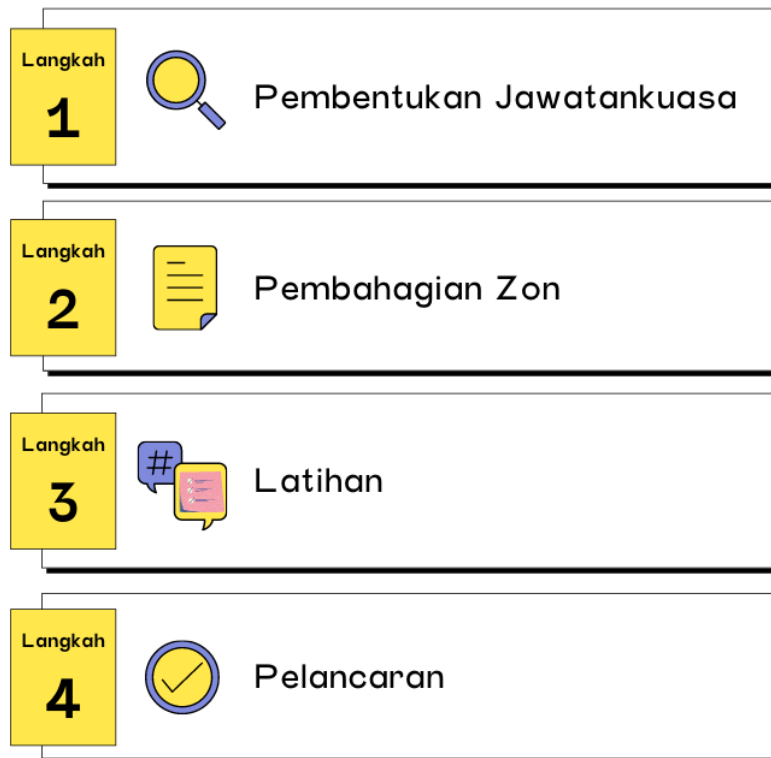 Langkah
1
Pembentukan Jawatankuasa
Langkah
2
Pembahagian Zon
Langkah
3
#
Latihan
Langkah
4
Pelancaran